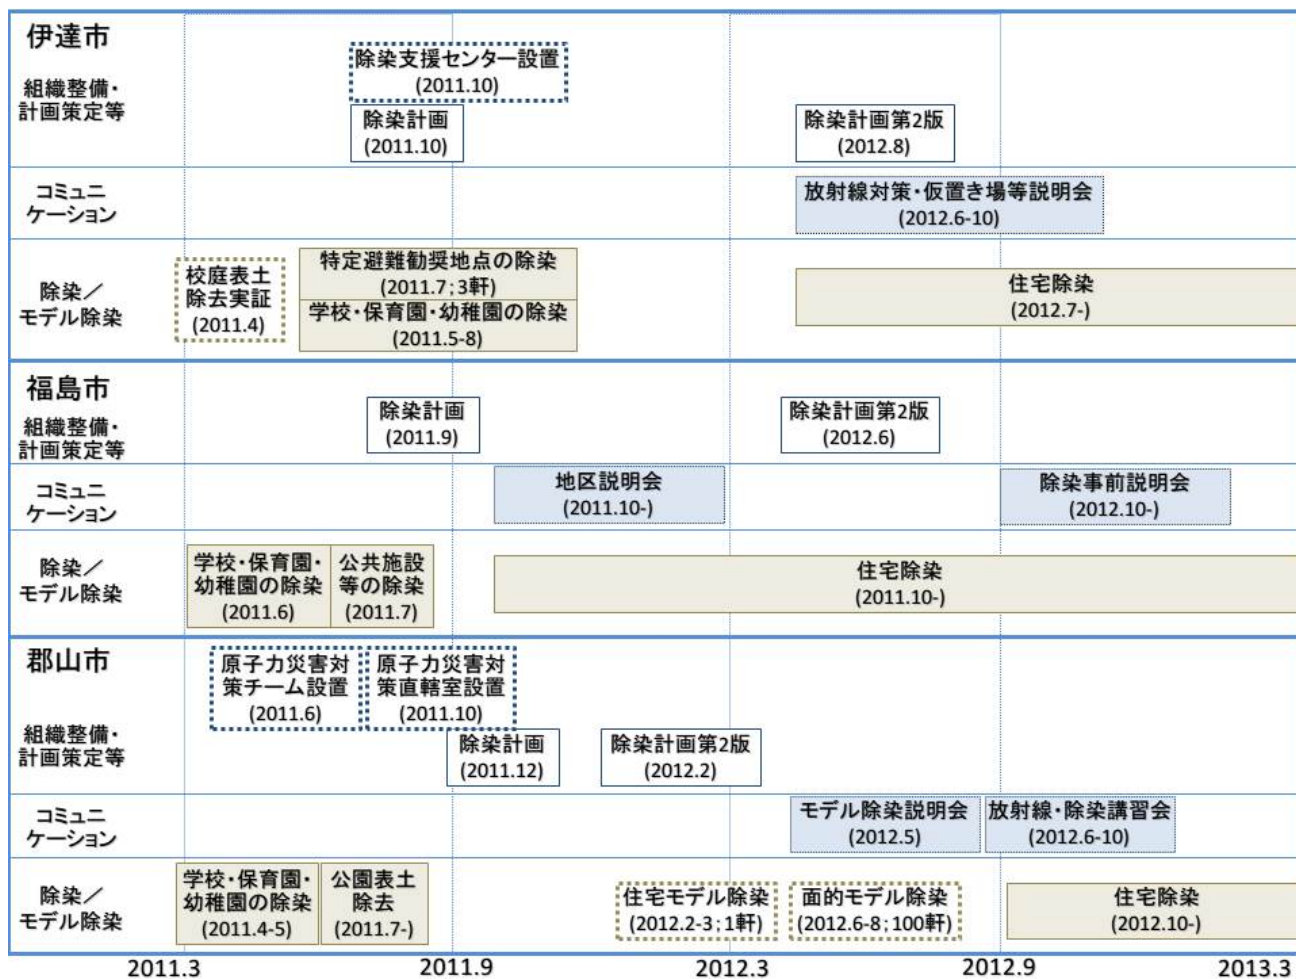 伊達市
組織整備・
計画策定等
除染支援センター設置
(2011.10)
除染計画
(2011.10)
除染計画第2版
(2012.8)
コミュニ
ケーション
放射線対策・仮置き場等説明会
(2012.6-10)
除染／
モデル除染
校庭表土
除去実証
(2011.4)
特定避難勧奨地点の除染
(2011.7;3軒)
学校・保育園・幼稚園の除染
(2011.5-8)
住宅除染
(2012.7-)
福島市
組織整備・
計画策定等
除染計画
(2011.9)
除染計画第2版
(2012.6)
コミュニ
ケーション
地区説明会
(2011.10-)
除染事前説明会
(2012.10-)
除染／
モデル除染
学校・保育園・
幼稚園の除染
(2011.6)
公共施設
等の除染
(2011.7)
住宅除染
(2011.10-)
郡山市
組織整備・
計画策定等
原子力災害対
策チーム設置
(2011.6)
原子力災害対
策直轄室設置
(2011.10)
除染計画
(2011.12)
除染計画第2版
(2012.2)
コミュニ
ケーション
モデル除染説明会
(2012.5)
放射線・除染講習会
(2012.6-10)
除染／
モデル除染
学校・保育園・
幼稚園の除染
(2011.4-5)
公園表土
除去
(2011.7-)
住宅モデル除染
(2012.2-3;1軒)
面的モデル除染
(2012.6-8;100軒)
住宅除染
(2012.10-)
2011.3
2011.9
2012.3
2012.9
2013.3